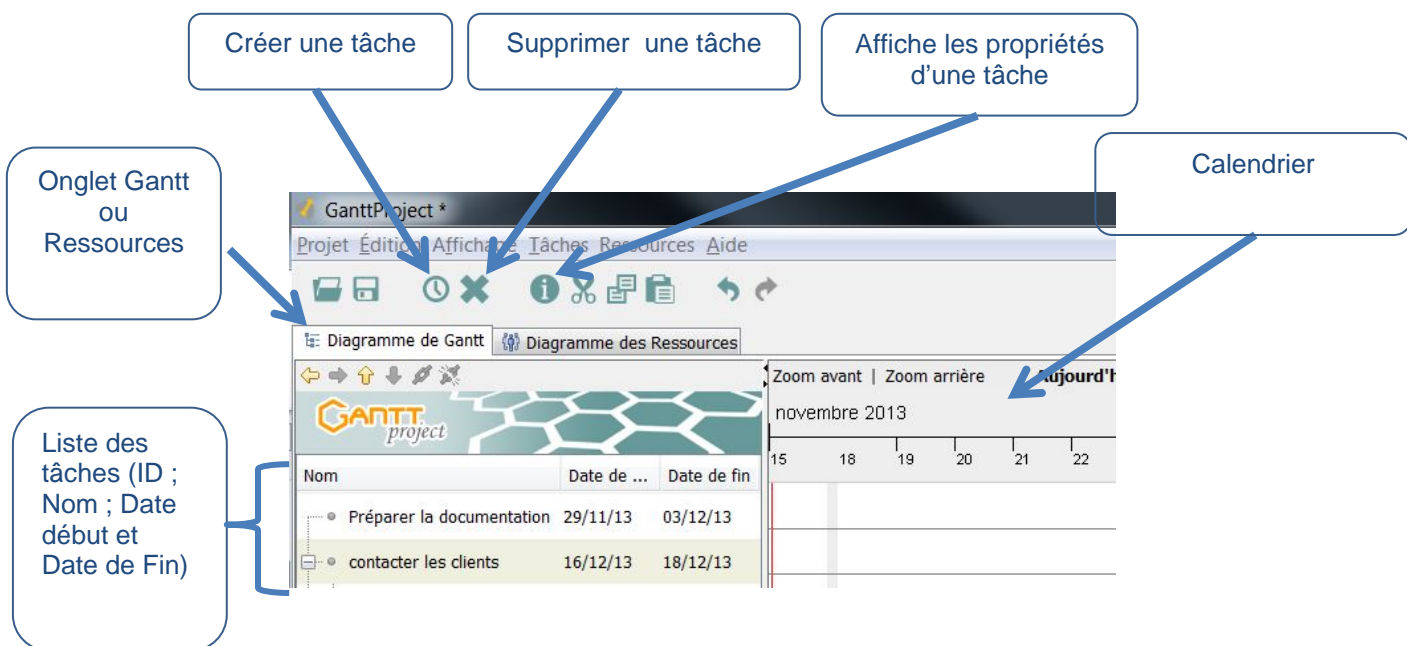 Créer une tâche
Supprimer une tâche
Affiche les propriétés
d'une tâche
Calendrier
Onglet Gantt
ou
Ressources
GanttProject *
Projet Édition Affichage Tâches Ressources Aide
Diagramme de Gantt
Diagramme des Ressources
Zoom avant | Zoom arrière
GANTT
project
novembre 2013
15 18 19 20 21 22
Nom
Date de ...
Date de fin
Préparer la documentation 29/11/13 03/12/13
contacter les clients 16/12/13 18/12/13
Liste des
tâches (ID ;
Nom ; Date
début et
Date de Fin)